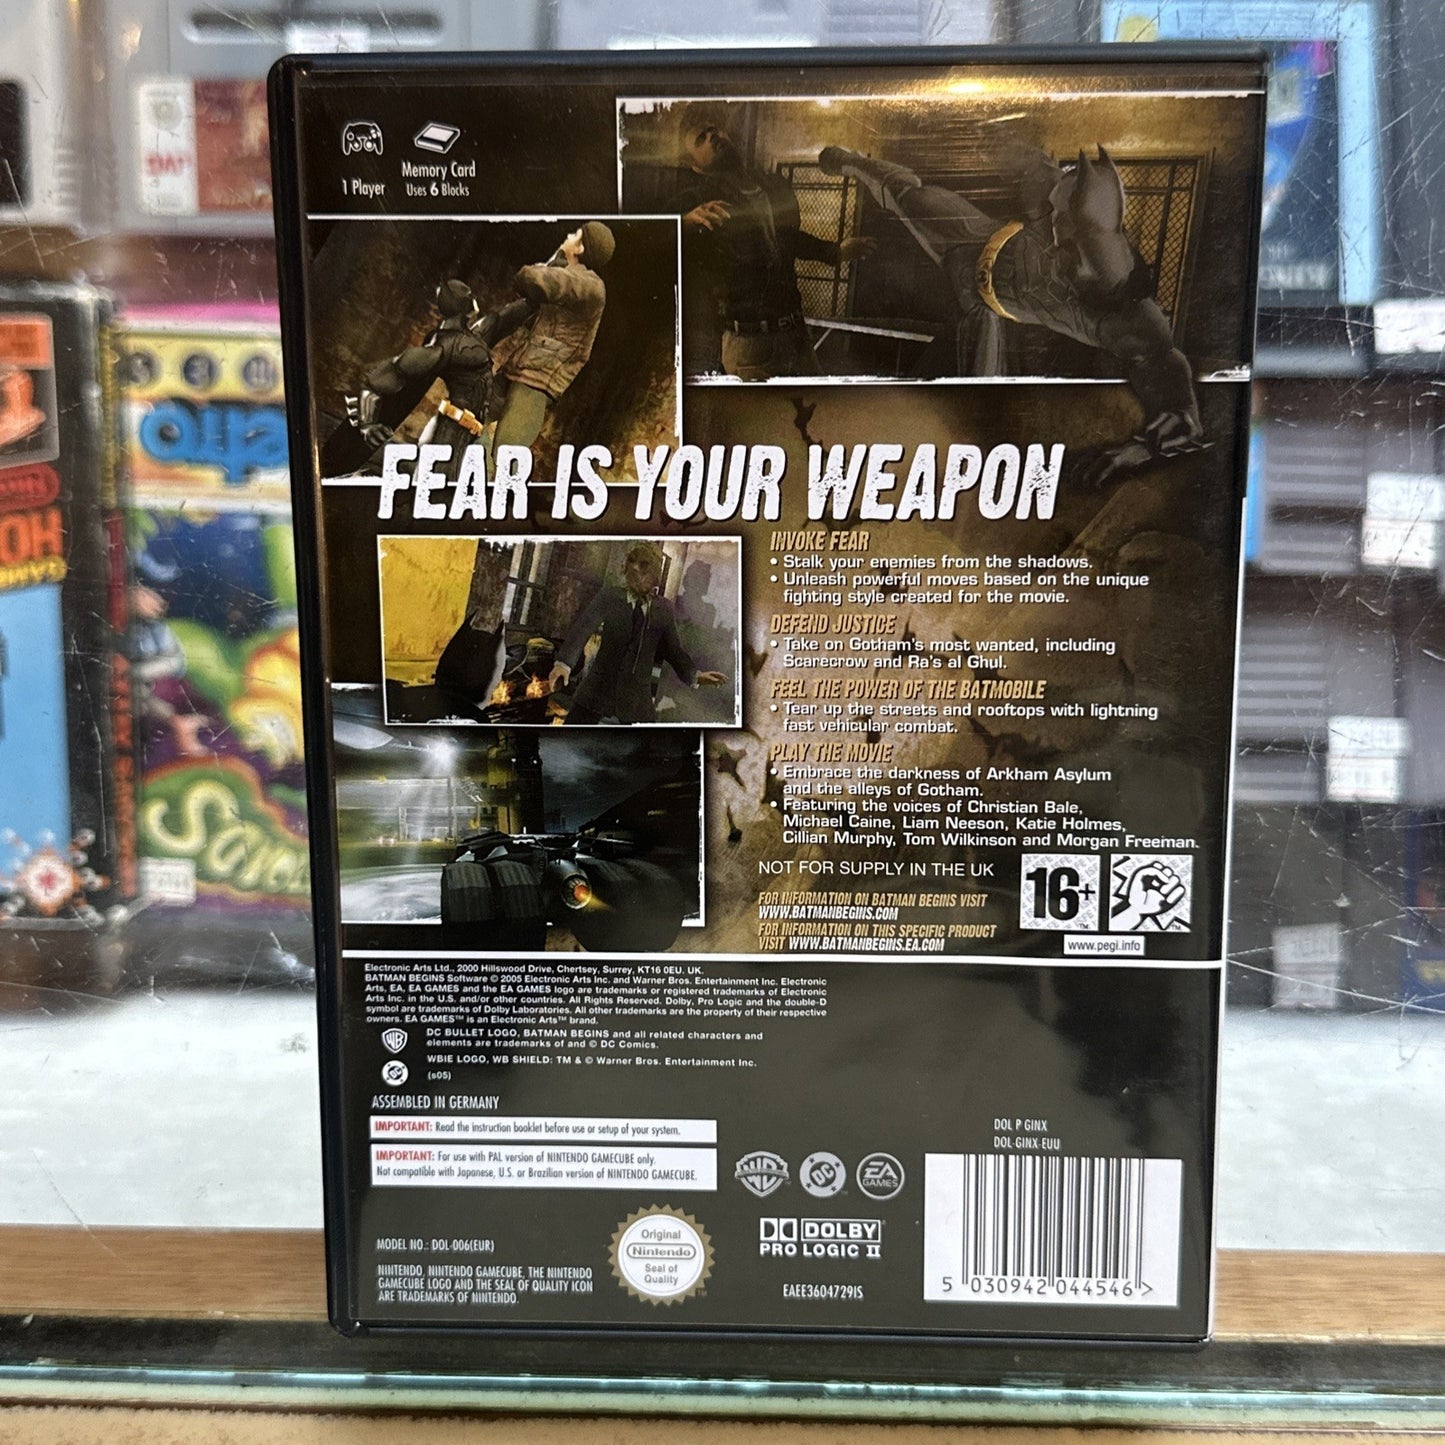 1 Player
Memory Card
Uses 6 Blocks
FEAR IS YOUR WEAPON
INVOKE FEAR
• Stalk your enemies from the shadows.
• Unleash powerful moves based on the unique
fighting style created for the movie.
DEFEND JUSTICE
• Take on Gotham's most wanted, including
Scarecrow and Ra's al Ghul.
FEEL THE POWER OF THE BATMOBILE
• Tear up the streets and rooftops with lightning
fast vehicular combat.
PLAY THE MOVIE
• Embrace the darkness of Arkham Asylum
and the alleys of Gotham.
• Featuring the voices of Christian Bale,
Michael Caine, Liam Neeson, Katie Holmes,
Cillian Murphy, Tom Wilkinson and Morgan Freeman.
NOT FOR SUPPLY IN THE UK
FOR INFORMATION ON BATMAN BEGINS VISIT
WWW.BATMANBEGINS.COM
FOR INFORMATION ON THIS SPECIFIC PRODUCT
VISIT WWW.BATMANBEGINS.EA.COM
16+
www.pegi.info
Electronic Arts Ltd., 2000 Hillswood Drive, Chertsey, Surrey, KT16 0EU. UK.
BATMAN BEGINS Software © 2005 Electronic Arts Inc. and Warner Bros. Entertainment Inc. Electronic
Arts, EA, EA GAMES and the EA GAMES logo are trademarks or registered trademarks of Electronic
Arts Inc. in the U.S. and/or other countries. All Rights Reserved. Dolby, Pro Logic and the double-D
symbol are trademarks of Dolby Laboratories. All other trademarks are the property of their respective
owners. EA GAMES™ is an Electronic Arts™ brand.
DC BULLET LOGO, BATMAN BEGINS and all related characters and
elements are trademarks of and © DC Comics.
WBIE LOGO, WB SHIELD: TM & © Warner Bros. Entertainment Inc.
(s05)
ASSEMBLED IN GERMANY
IMPORTANT: Read the instruction booklet before use or setup of your system.
IMPORTANT: For use with PAL version of NINTENDO GAMECUBE only.
Not compatible with Japanese, U.S. or Brazilian version of NINTENDO GAMECUBE.
DOL P GINX
DOL-GINX-EUU
WB
DC
EA
GAMES
MODEL NO.: DOL-006(EUR)
NINTENDO, NINTENDO GAMECUBE, THE NINTENDO
GAMECUBE LOGO AND THE SEAL OF QUALITY ICON
ARE TRADEMARKS OF NINTENDO.
Original
Nintendo
Seal of
Quality
DOLBY
PRO LOGIC II
EAEE3604729IS
5 030942 044546 >